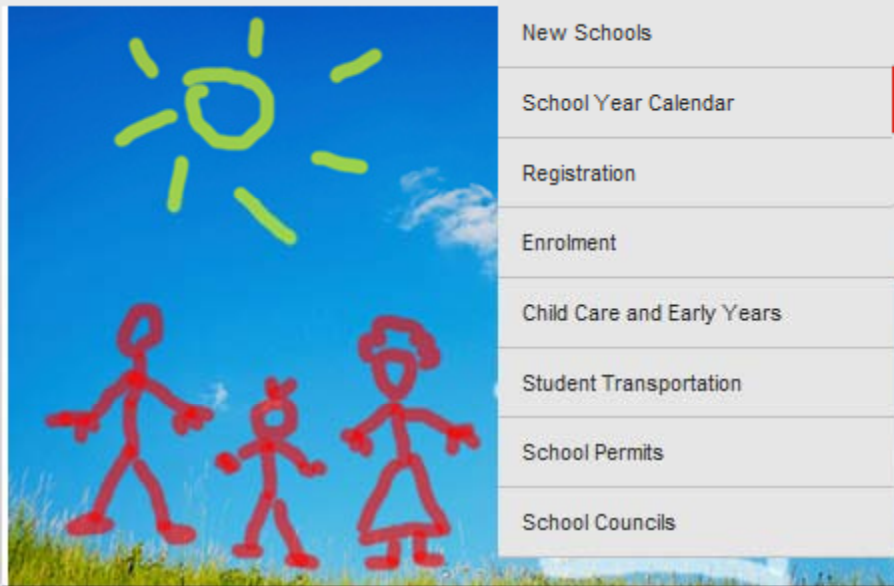 New Schools
School Year Calendar
Registration
Enrolment
Child Care and Early Years
Student Transportation
School Permits
School Councils